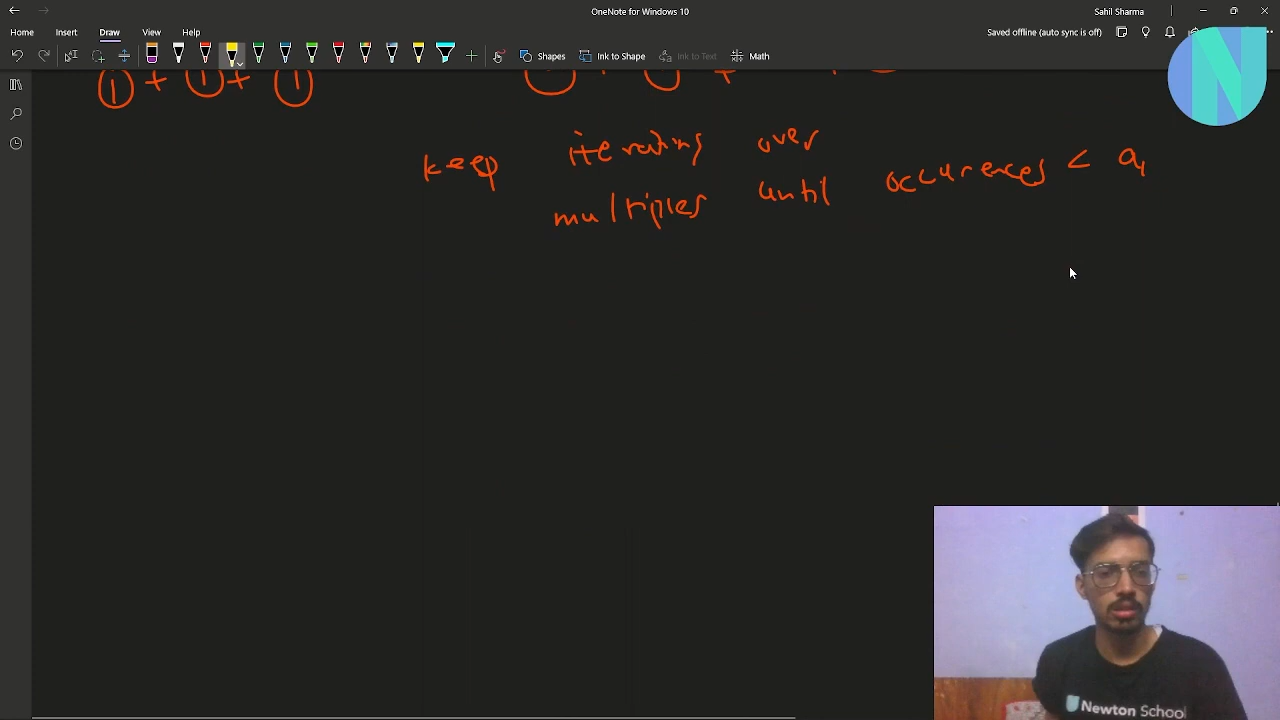 OneNote for Windows 10
Sahil Sharma
Home Insert Draw View Help
Saved offline (auto sync is off)
Shapes Ink to Shape Ink to Text Math
1 + 1 + 1
keep iterating over
multiples until occurences < a1
Newton School